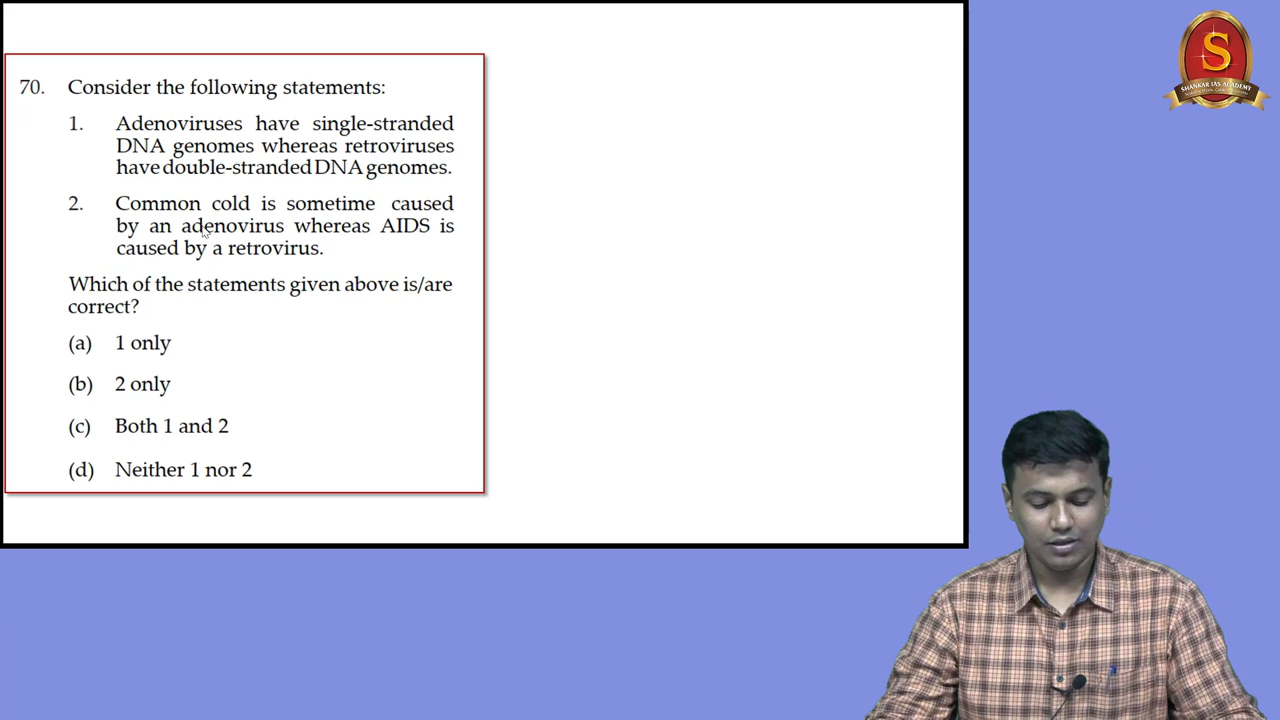 S
SHANKAR IAS ACADEMY
70. Consider the following statements:
1. Adenoviruses have single-stranded
DNA genomes whereas retroviruses
have double-stranded DNA genomes.
2. Common cold is sometime caused
by an adenovirus whereas AIDS is
caused by a retrovirus.
Which of the statements given above is/are
correct?
(a) 1 only
(b) 2 only
(c) Both 1 and 2
(d) Neither 1 nor 2